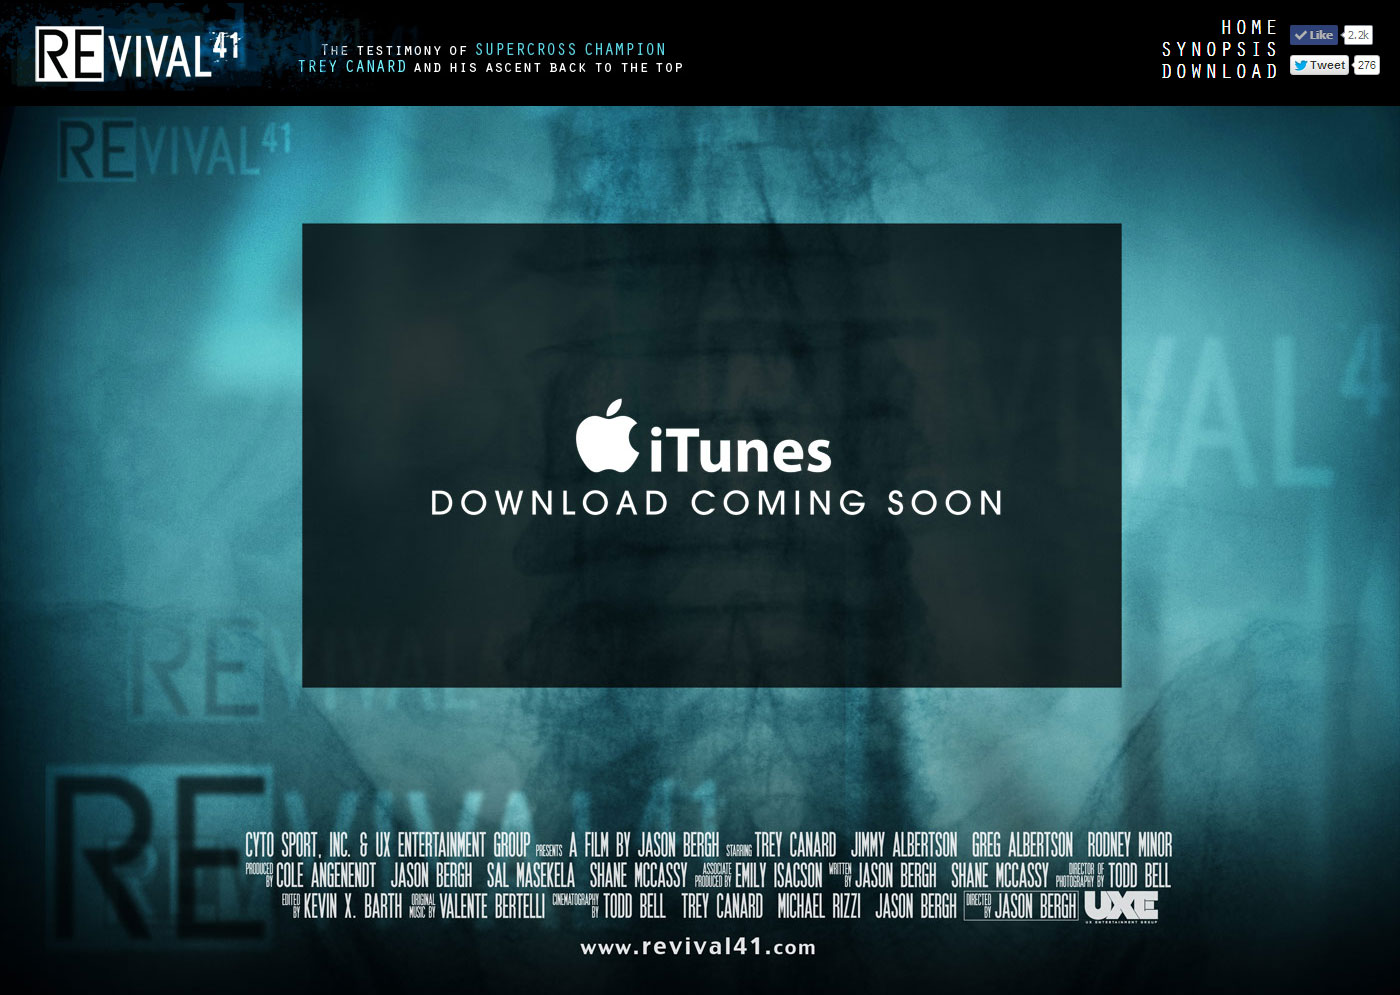 REVIVAL41
THE TESTIMONY OF SUPERCROSS CHAMPION
TREY CANARD AND HIS ASCENT BACK TO THE TOP
HOME
SYNOPSIS
DOWNLOAD
Like 2.2k
Tweet 276
REVIVAL41
VIVAL 4
iTunes
DOWNLOAD COMING SOON
REVIVAL
REVIVAL41
CYTO SPORT, INC. & UX ENTERTAINMENT GROUP PRESENTS A FILM BY JASON BERGH STARRING TREY CANARD JIMMY ALBERTSON GREG ALBERTSON RODNEY MINOR
PRODUCED BY COLE ANGENENDT JASON BERGH SAL MASEKELA SHANE MCCASSY ASSOCIATE PRODUCED BY EMILY ISACSON WRITTEN BY JASON BERGH SHANE MCCASSY DIRECTOR OF PHOTOGRAPHY BY TODD BELL
EDITED BY KEVIN X. BARTH ORIGINAL MUSIC BY VALENTE BERTELLI CINEMATOGRAPHY BY TODD BELL TREY CANARD MICHAEL RIZZI JASON BERGH DIRECTED BY JASON BERGH UXE
UX ENTERTAINMENT GROUP
www.revival41.com